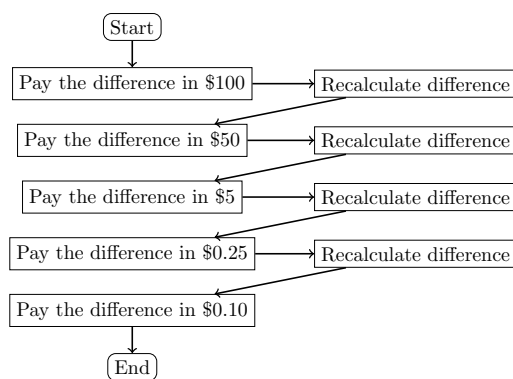 Start
Pay the difference in $100
Recalculate difference
Pay the difference in $50
Recalculate difference
Pay the difference in $5
Recalculate difference
Pay the difference in $0.25
Recalculate difference
Pay the difference in $0.10
End